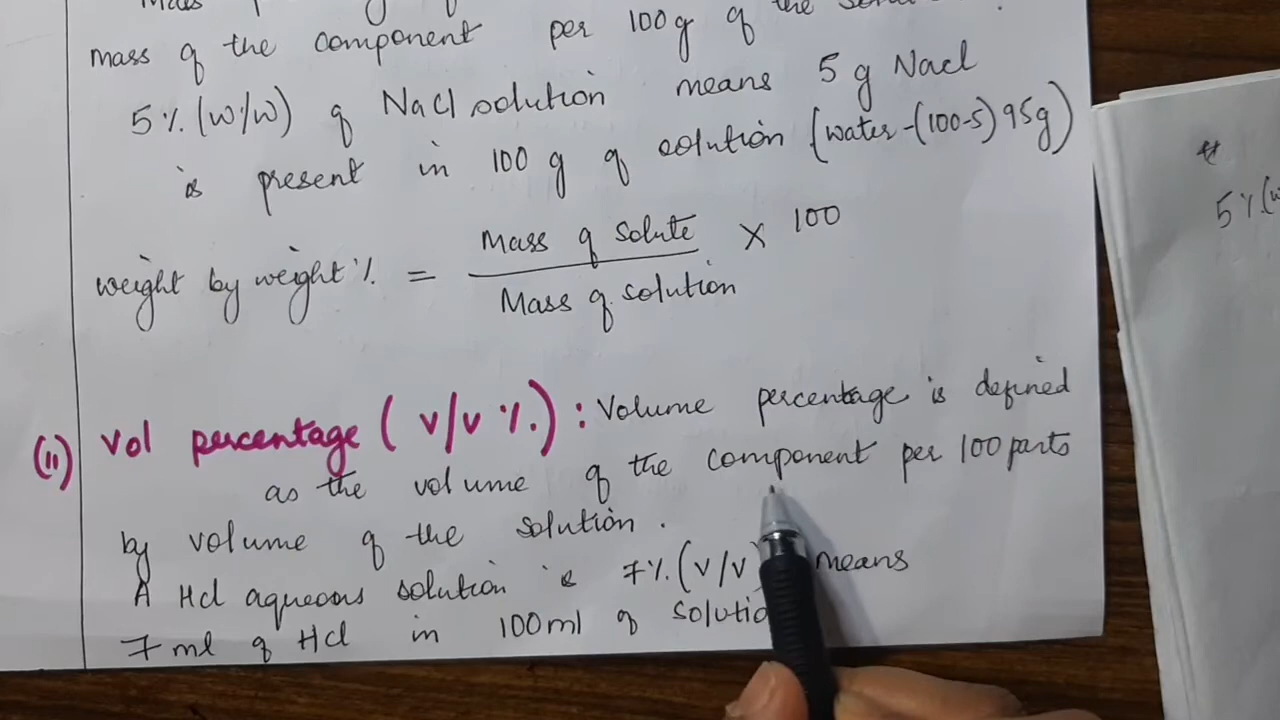 mass of the component per 100g of the
5%(w/w) of NaCl solution means 5 g Nacl
is present in 100 g of solution (water-(100-5)95g)
weight by weight% = Mass of solute / Mass of solution × 100
(ii) Vol percentage (v/v %.) : Volume percentage is defined
as the volume of the component per 100 parts
by volume of the solution.
A Hcl aqueous solution is 7%(v/v) means
7 ml of Hcl in 100ml of
5%